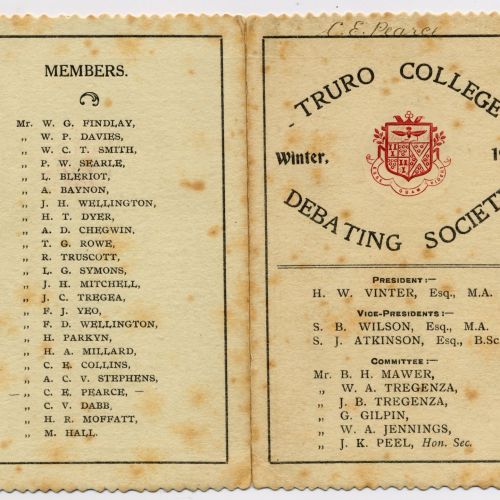 MEMBERS.
Mr. W. G. FINDLAY,
„ W. P. DAVIES,
„ W. C. T. SMITH,
„ P. W. SEARLE,
„ L. BLERIOT,
„ A. BAYNON,
„ J. H. WELLINGTON,
„ H. T. DYER,
„ A. D. CHEGWIN,
„ T. G. ROWE,
„ R. TRUSCOTT,
„ L. G. SYMONS,
„ J. H. MITCHELL,
„ J. C. TREGEA,
„ F. J. YEO,
„ F. D. WELLINGTON,
„ H. PARKYN,
„ H. A. MILLARD,
„ C. E. COLLINS,
„ A. C. V. STEPHENS,
„ C. E. PEARCE,
„ C. V. DABB,
„ H. R. MOFFATT,
„ M. HALL.
C. E. Pearce
TRURO COLLEGE
Winter, 19
DEBATING SOCIETY
PRESIDENT:—
H. W. VINTER, Esq., M.A.
VICE-PRESIDENTS:—
S. B. WILSON, Esq., M.A.
S. J. ATKINSON, Esq., B.Sc
COMMITTEE:—
Mr. B. H. MAWER,
„ W. A. TREGENZA,
„ J. B. TREGENZA,
„ G. GILPIN,
„ W. A. JENNINGS,
„ J. K. PEEL, Hon. Sec.